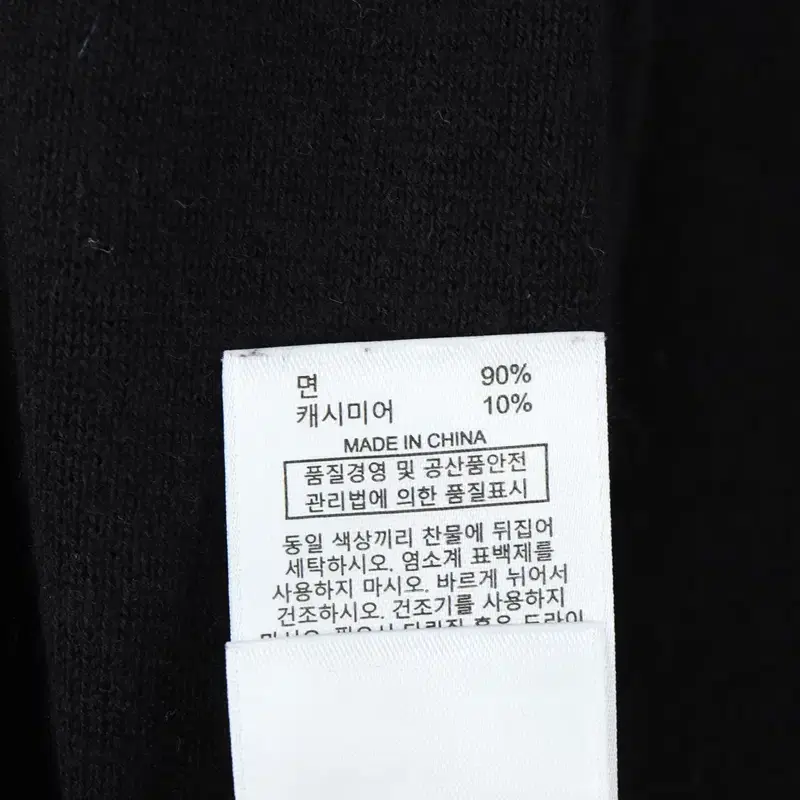 면 90%
캐시미어 10%
MADE IN CHINA
품질경영 및 공산품안전
관리법에 의한 품질표시
동일 색상끼리 찬물에 뒤집어
세탁하시오. 염소계 표백제를
사용하지 마시오. 바르게 뉘어서
건조하시오. 건조기를 사용하지